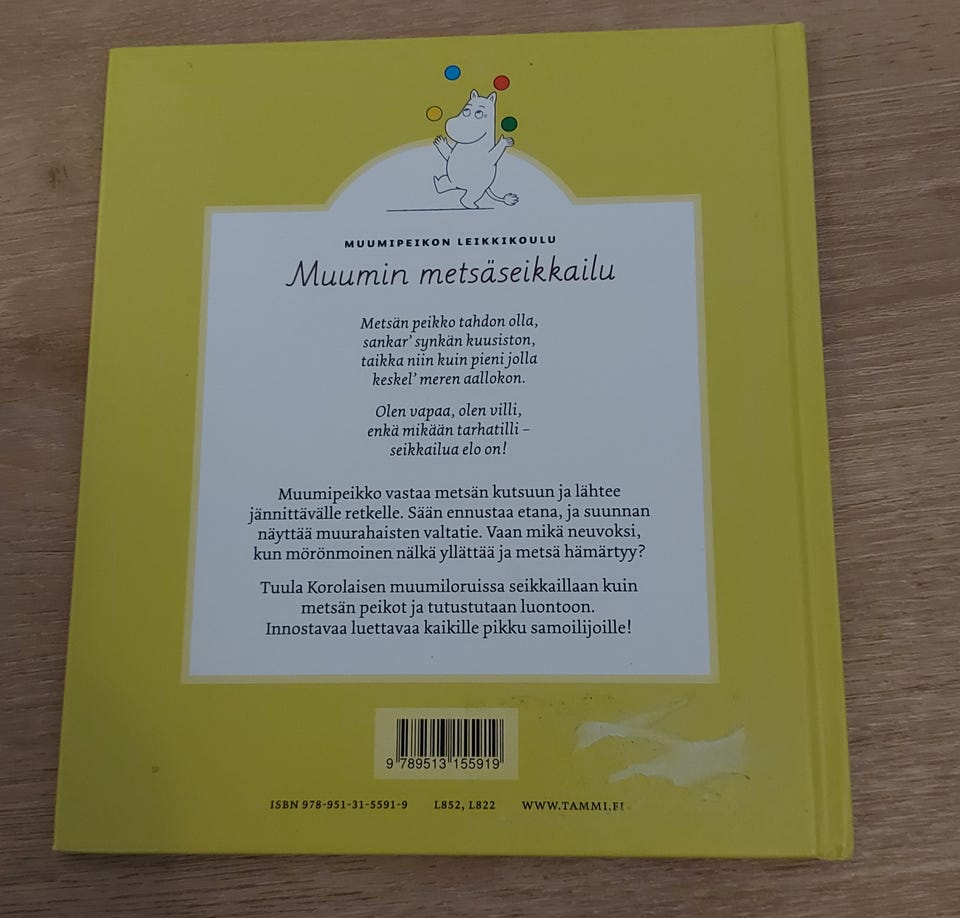 MUUMIPEIKON LEIKKIKOULU
Muumin metsäseikkailu
Metsän peikko tahdon olla,
sankar' synkän kuusiston,
taikka niin kuin pieni jolla
keskel' meren aallokon.
Olen vapaa, olen villi,
enkä mikään tarhatilli –
seikkailua elo on!
Muumipeikko vastaa metsän kutsuun ja lähtee
jännittävälle retkelle. Sään ennustaa etana, ja suunnan
näyttää muurahaisten valtatie. Vaan mikä neuvoksi,
kun mörönmoinen nälkä yllättää ja metsä hämärtyy?
Tuula Korolaisen muumiloruissa seikkaillaan kuin
metsän peikot ja tutustutaan luontoon.
Innostavaa luettavaa kaikille pikku samoilijoille!
9 789513 155919
ISBN 978-951-31-5591-9 L852, L822 WWW.TAMMI.FI